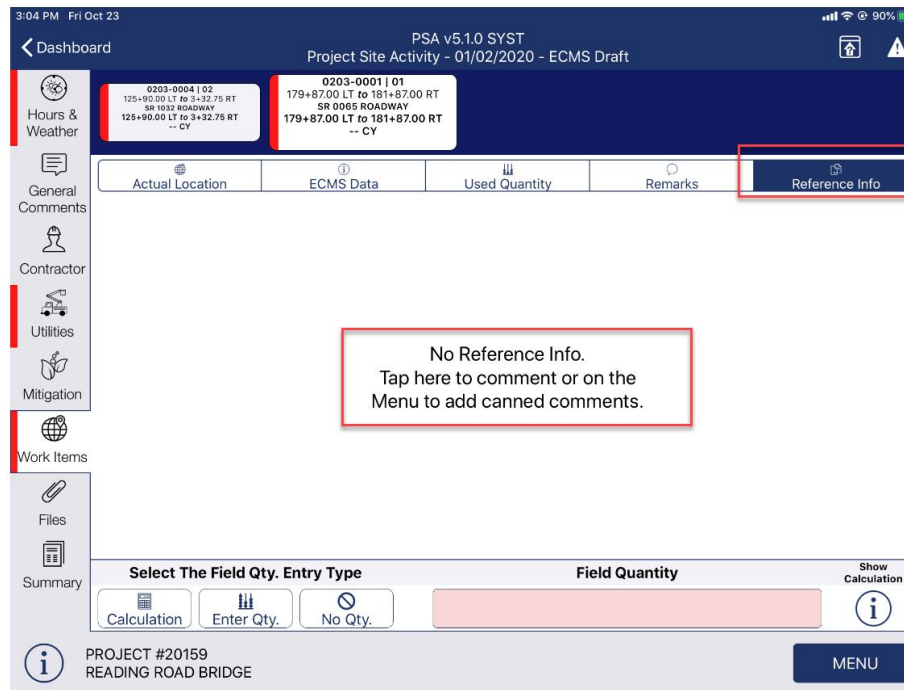 3:04 PM Fri Oct 23
90%
Dashboard
PSA v5.1.0 SYST
Project Site Activity - 01/02/2020 - ECMS Draft
Hours &
Weather
General
Comments
Contractor
Utilities
Mitigation
Work Items
Files
Summary
0203-0004 | 02
125+90.00 LT to 3+32.75 RT
SR 1032 ROADWAY
125+90.00 LT to 3+32.75 RT
-- CY
0203-0001 | 01
179+87.00 LT to 181+87.00 RT
SR 0065 ROADWAY
179+87.00 LT to 181+87.00 RT
-- CY
Actual Location
ECMS Data
Used Quantity
Remarks
Reference Info
No Reference Info.
Tap here to comment or on the
Menu to add canned comments.
Select The Field Qty. Entry Type
Field Quantity
Show
Calculation
Calculation
Enter Qty.
No Qty.
PROJECT #20159
READING ROAD BRIDGE
MENU